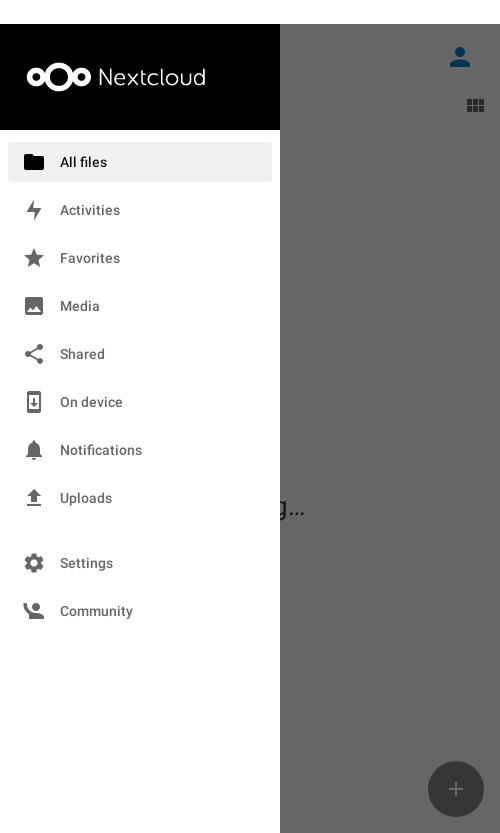 Nextcloud
All files
Activities
Favorites
Media
Shared
On device
Notifications
Uploads
Settings
Community